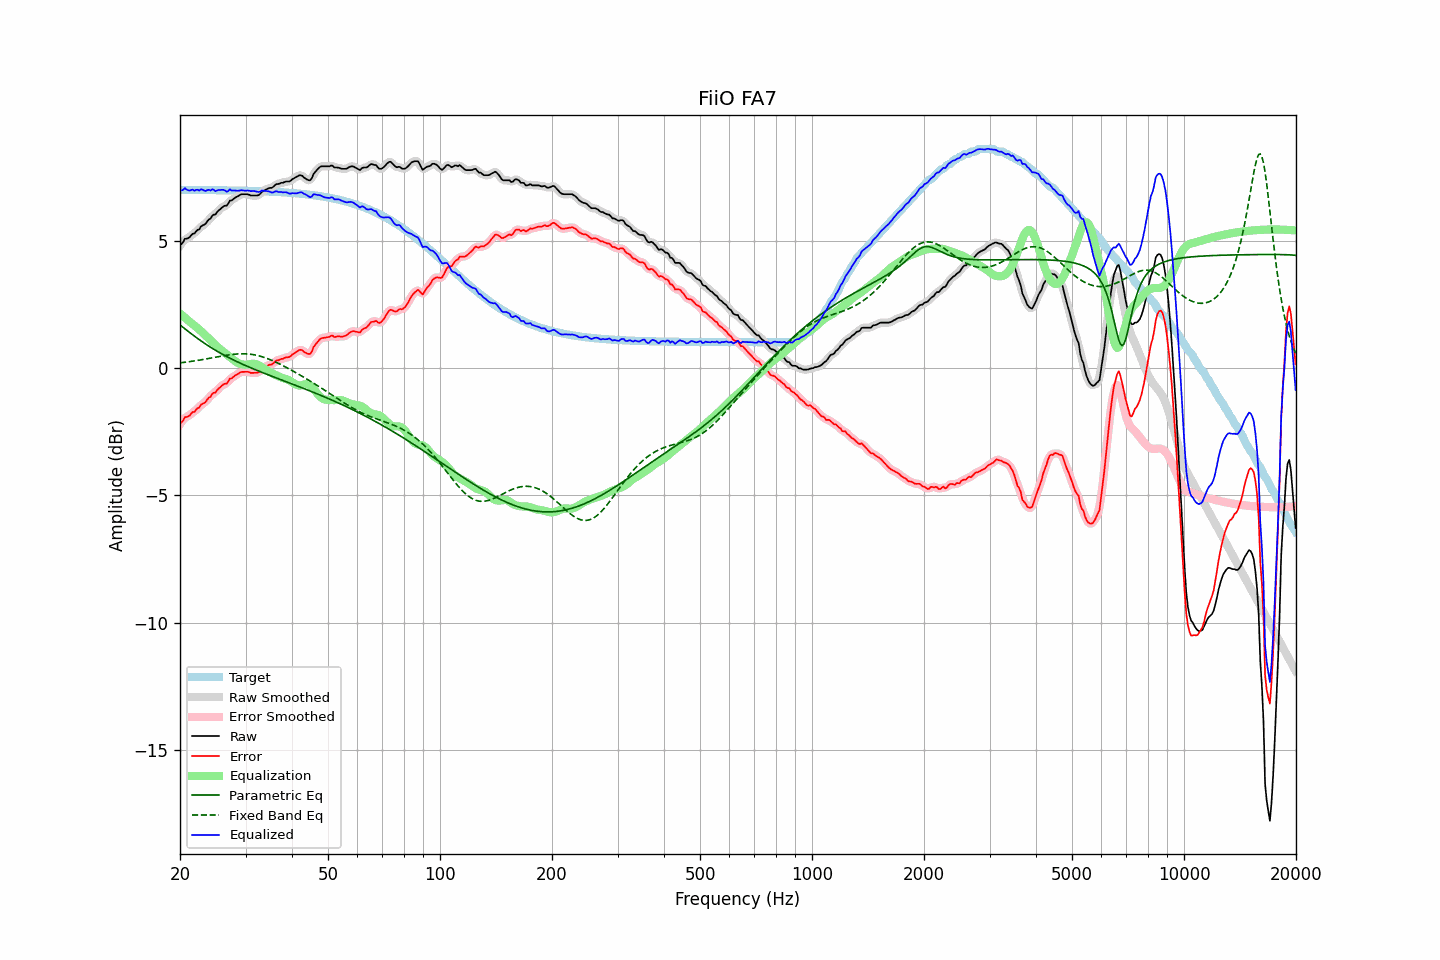 FiiO FA7
Amplitude (dBr)
5
0
−5
−10
−15
Target
Raw Smoothed
Error Smoothed
Raw
Error
Equalization
Parametric Eq
Fixed Band Eq
Equalized
20 50 100 200 500 1000 2000 5000 10000 20000
Frequency (Hz)